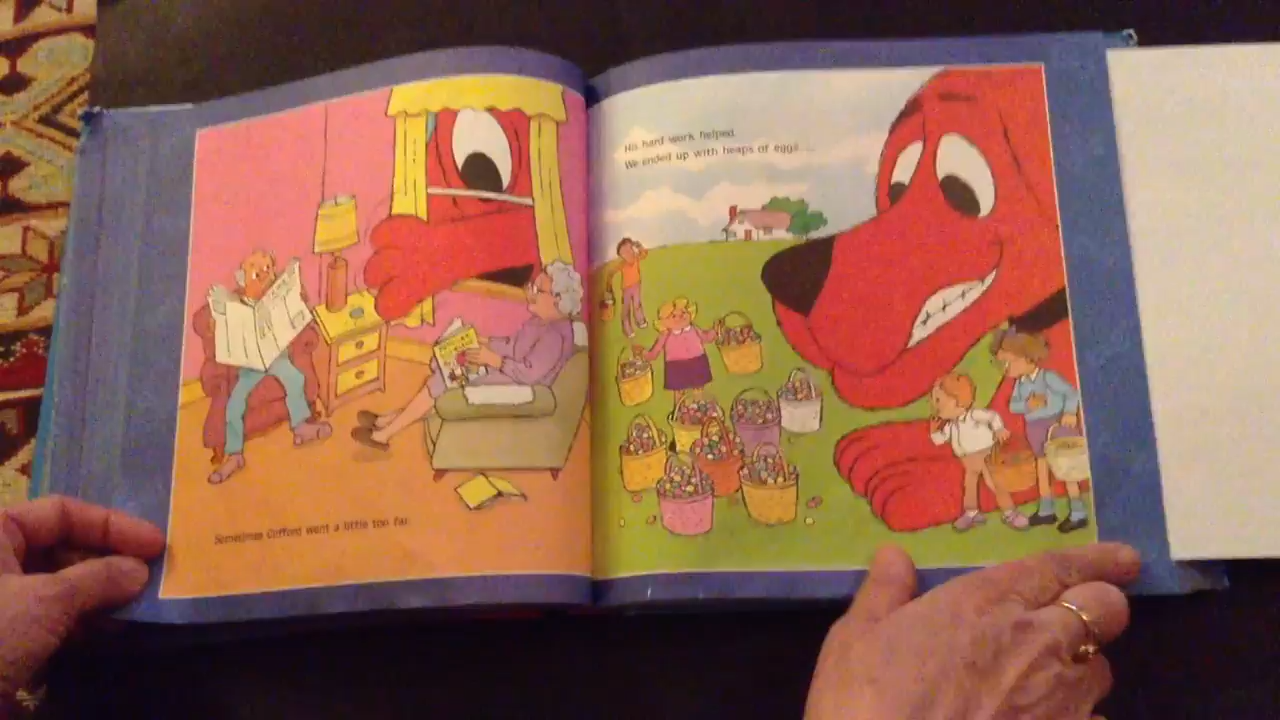 Sometimes Clifford went a little too far.
His hard work helped.
We ended up with heaps of eggs....